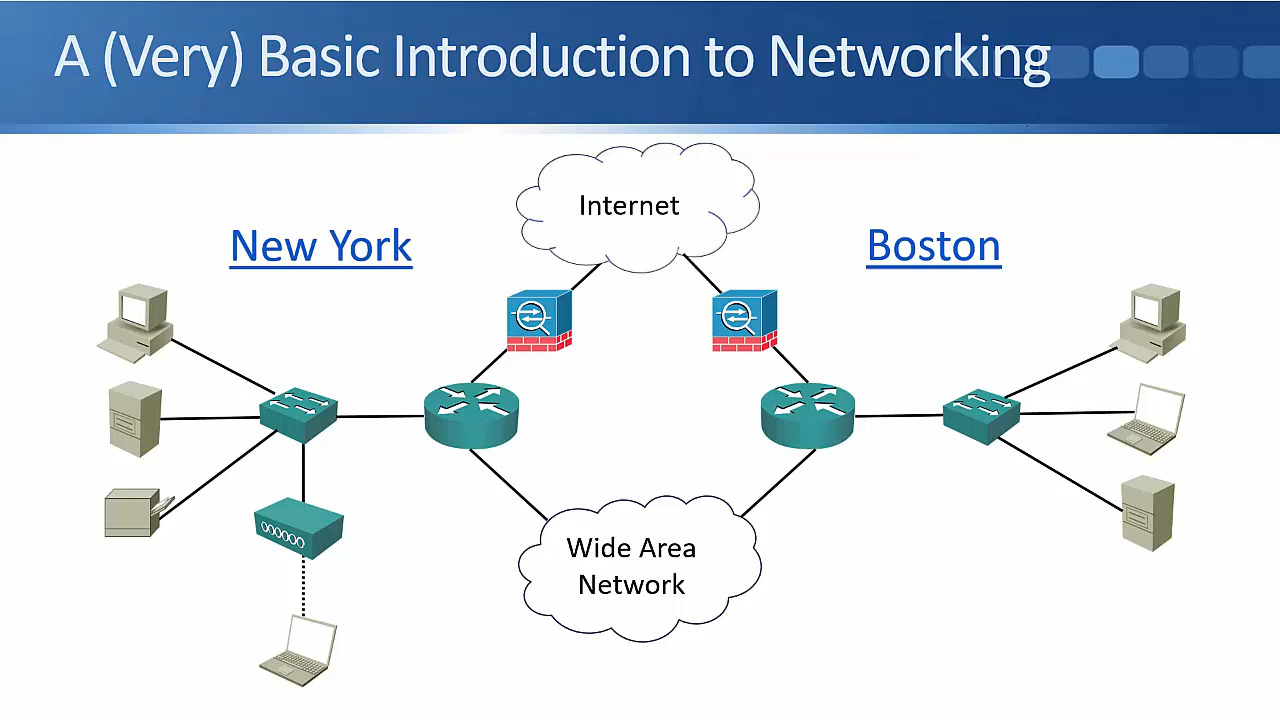 A (Very) Basic Introduction to Networking
Internet
New York
Boston
Wide Area
Network